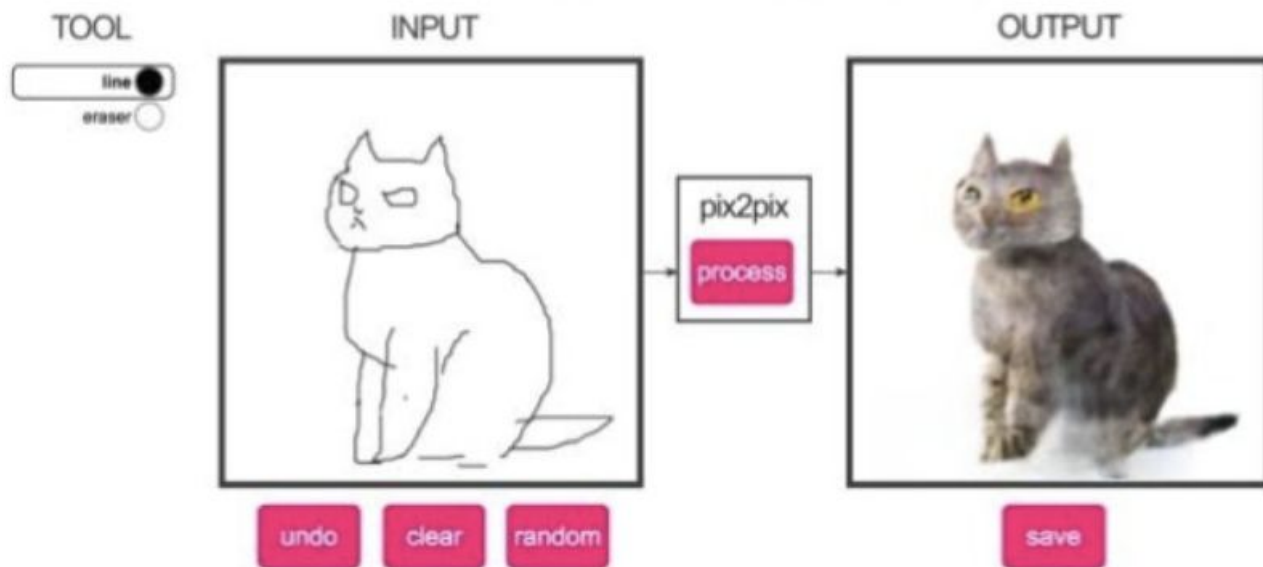 TOOL
line
eraser
INPUT
undo
clear
random
pix2pix
process
OUTPUT
save